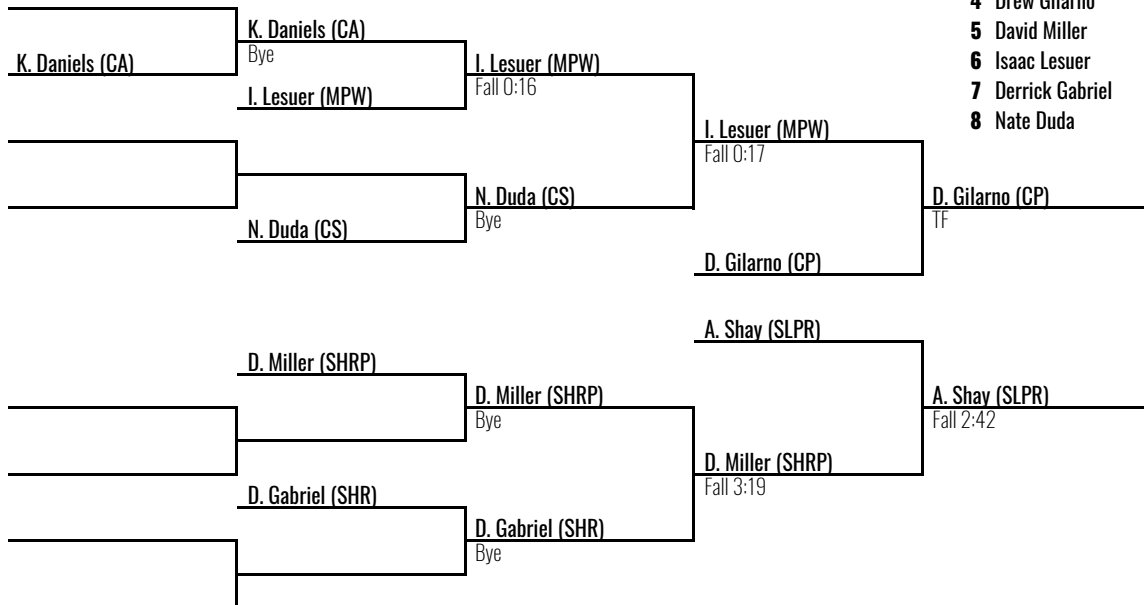 4 Drew Gilarno
5 David Miller
6 Isaac Lesuer
7 Derrick Gabriel
8 Nate Duda
K. Daniels (CA)
K. Daniels (CA)
Bye
I. Lesuer (MPW)
I. Lesuer (MPW)
Fall 0:16
N. Duda (CS)
N. Duda (CS)
Bye
I. Lesuer (MPW)
Fall 0:17
D. Gilarno (CP)
D. Gilarno (CP)
TF
A. Shay (SLPR)
D. Miller (SHRP)
D. Miller (SHRP)
Bye
D. Gabriel (SHR)
D. Gabriel (SHR)
Bye
D. Miller (SHRP)
Fall 3:19
A. Shay (SLPR)
Fall 2:42